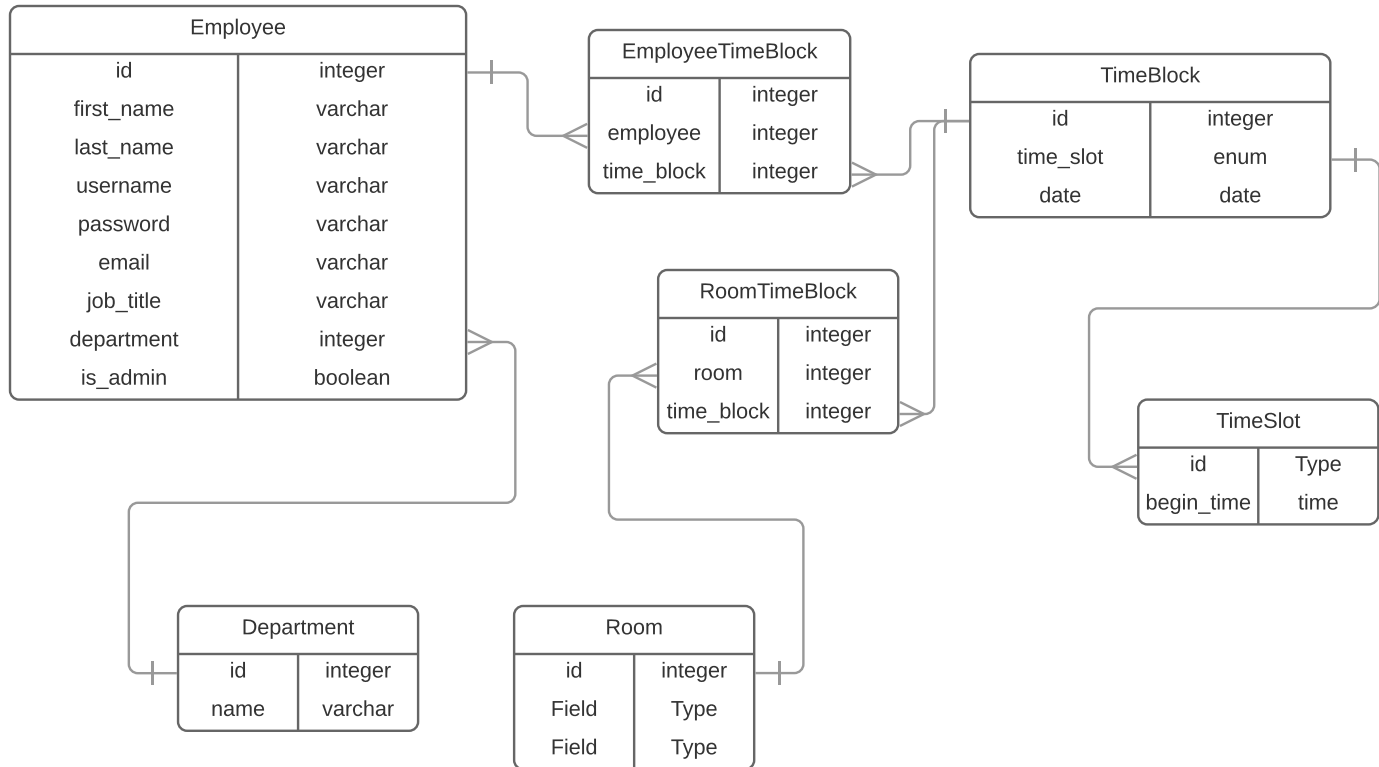 Employee
id integer
first_name varchar
last_name varchar
username varchar
password varchar
email varchar
job_title varchar
department integer
is_admin boolean
EmployeeTimeBlock
id integer
employee integer
time_block integer
TimeBlock
id integer
time_slot enum
date date
RoomTimeBlock
id integer
room integer
time_block integer
TimeSlot
id Type
begin_time time
Department
id integer
name varchar
Room
id integer
Field Type
Field Type